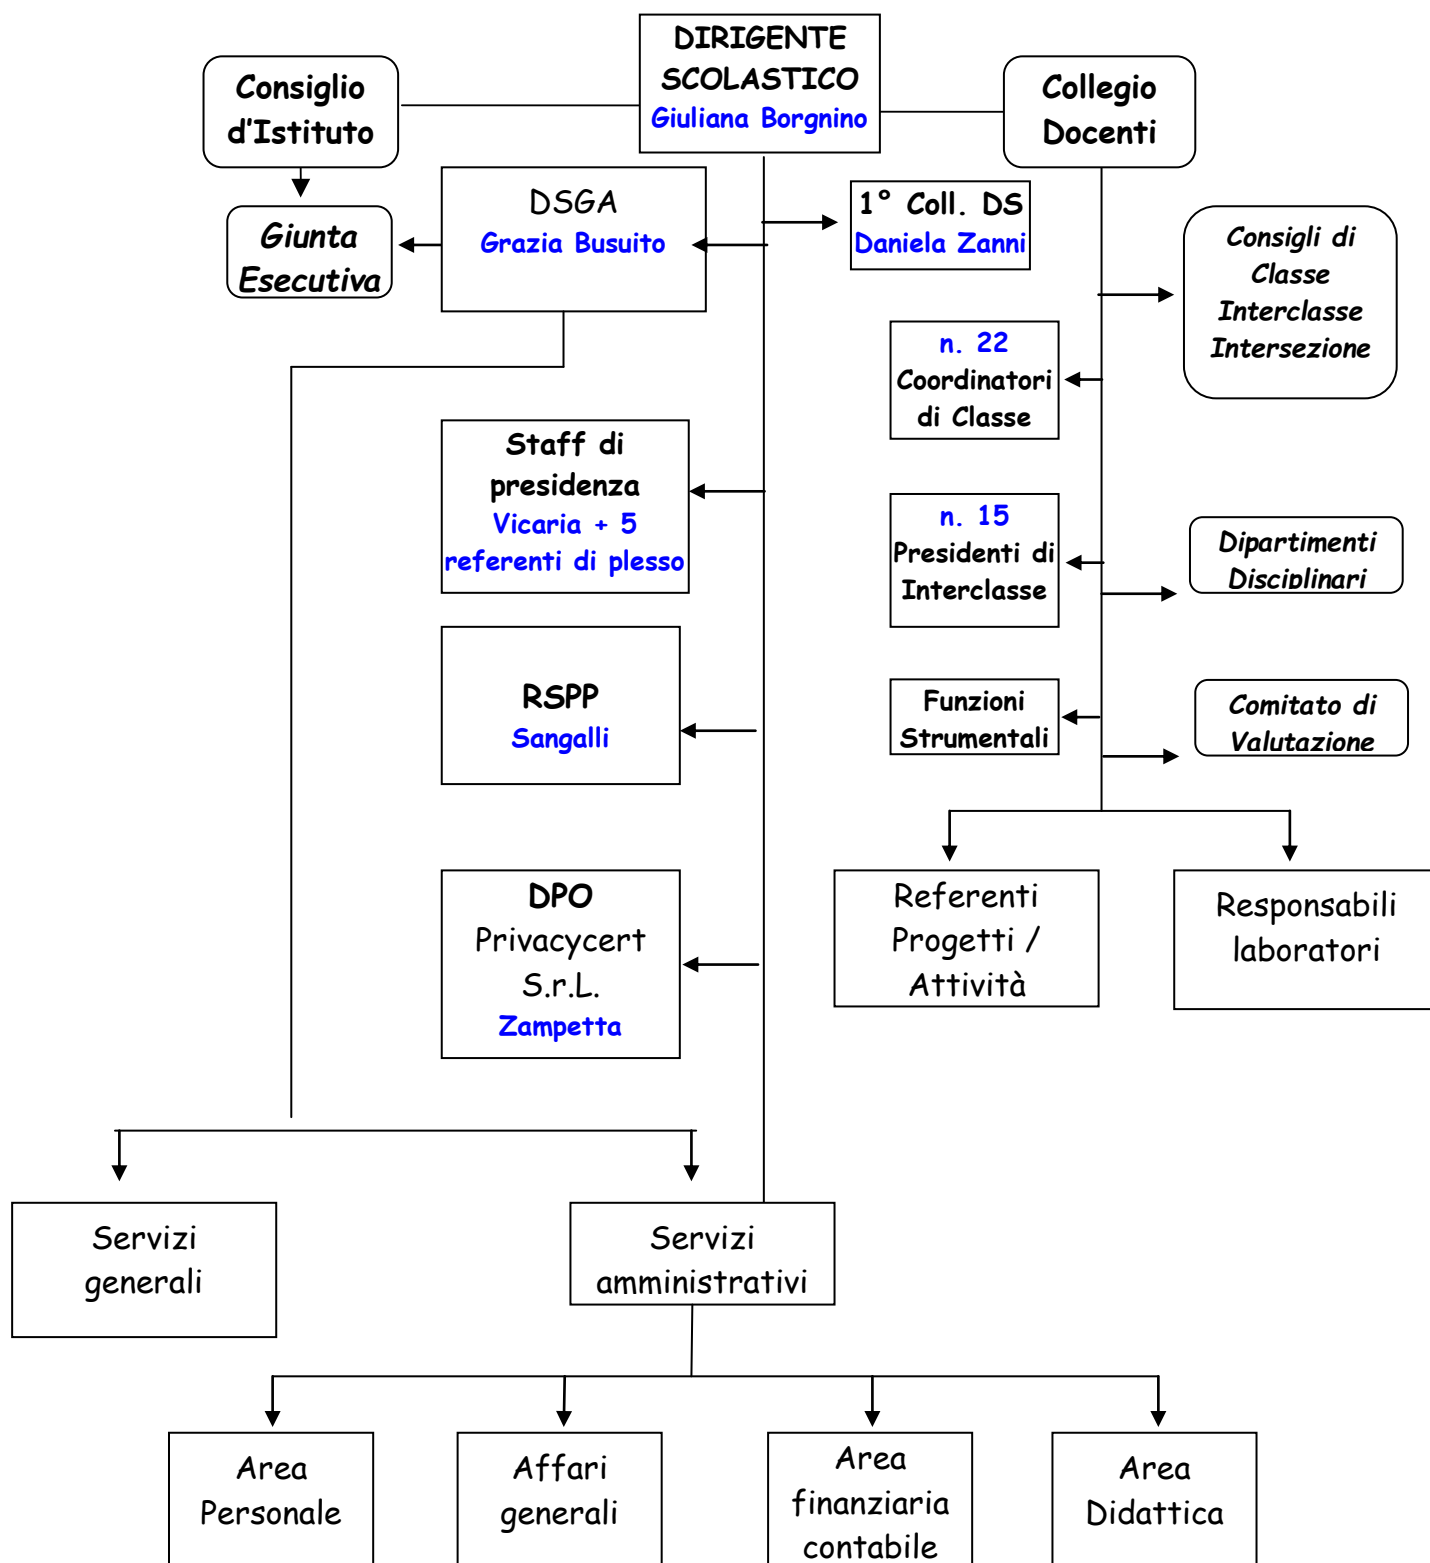 DIRIGENTE
SCOLASTICO
Giuliana Borgnino
Consiglio
d'Istituto
Collegio
Docenti
DSGA
Grazia Busuito
1° Coll. DS
Daniela Zanni
Giunta
Esecutiva
Consigli di
Classe
Interclasse
Intersezione
n. 22
Coordinatori
di Classe
Staff di
presidenza
Vicaria + 5
referenti di plesso
n. 15
Presidenti di
Interclasse
Dipartimenti
Disciplinari
RSPP
Sangalli
Funzioni
Strumentali
Comitato di
Valutazione
DPO
Privacycert
S.r.L.
Zampetta
Referenti
Progetti /
Attività
Responsabili
laboratori
Servizi
generali
Servizi
amministrativi
Area
Personale
Affari
generali
Area
finanziaria
contabile
Area
Didattica